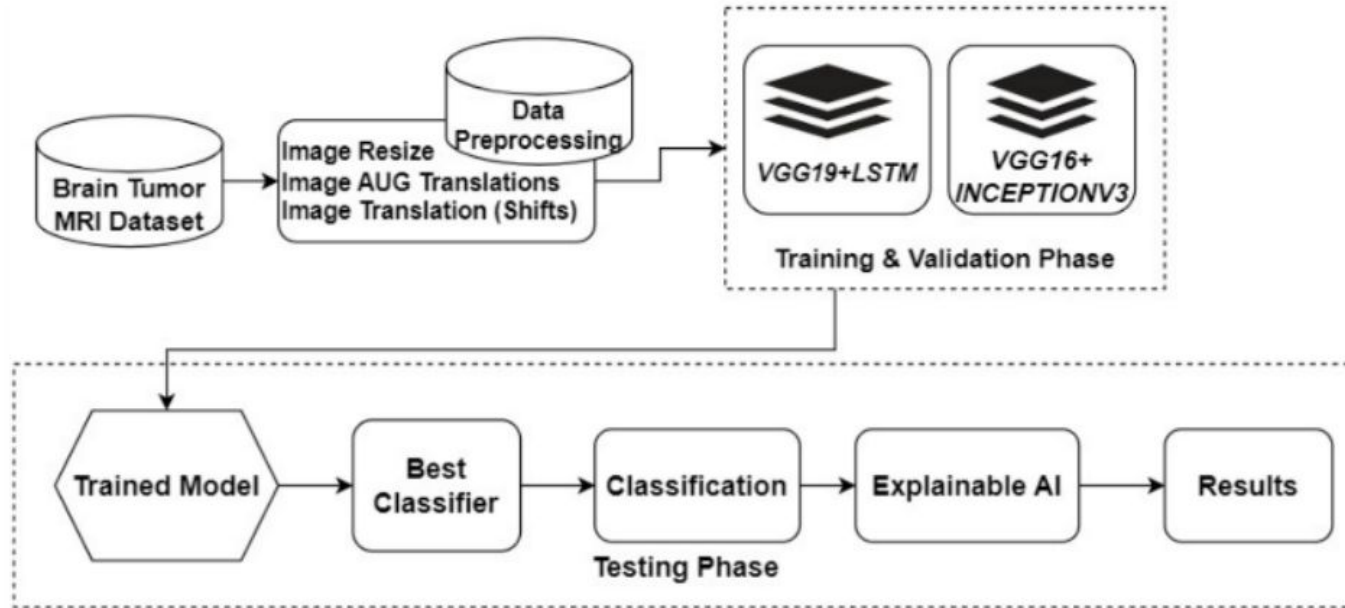 Brain Tumor
MRI Dataset
Data
Preprocessing
Image Resize
Image AUG Translations
Image Translation (Shifts)
VGG19+LSTM
VGG16+
INCEPTIONV3
Training & Validation Phase
Trained Model
Best
Classifier
Classification
Explainable AI
Results
Testing Phase